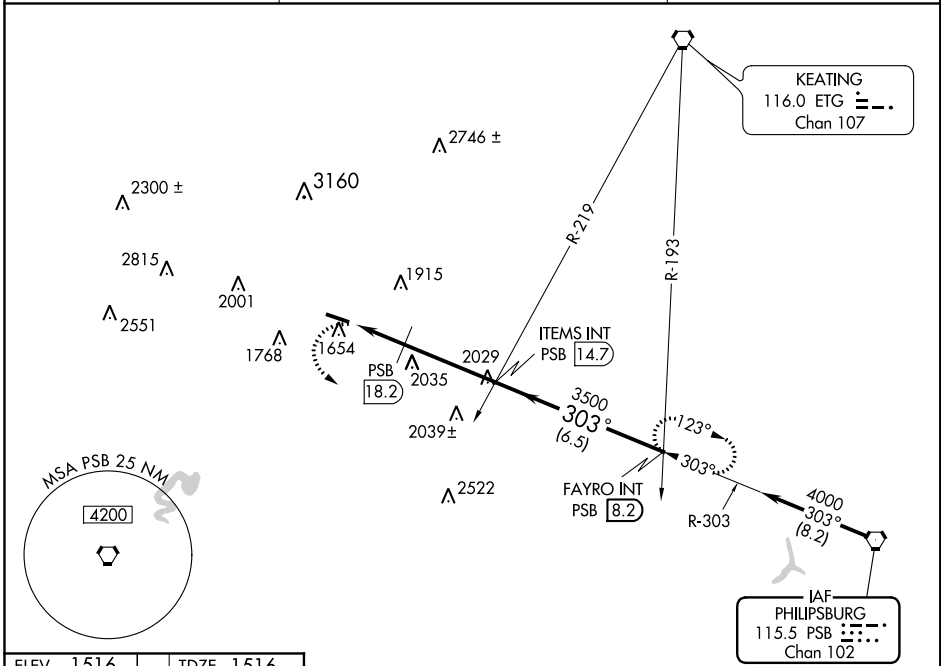 KEATING
116.0 ETG
Chan 107
2746 ±
3160
2300 ±
R-219
R-193
2815
1915
2001
2551
ITEMS INT
PSB 14.7
1654
1768
2029
PSB
18.2
2035
3500
303°
(6.5)
2039±
123°
303°
MSA PSB 25 NM
4200
2522
FAYRO INT
PSB 8.2
R-303
4000
303°
(8.2)
IAF
PHILIPSBURG
115.5 PSB
Chan 102
ELEV 1516
TDZE 1516